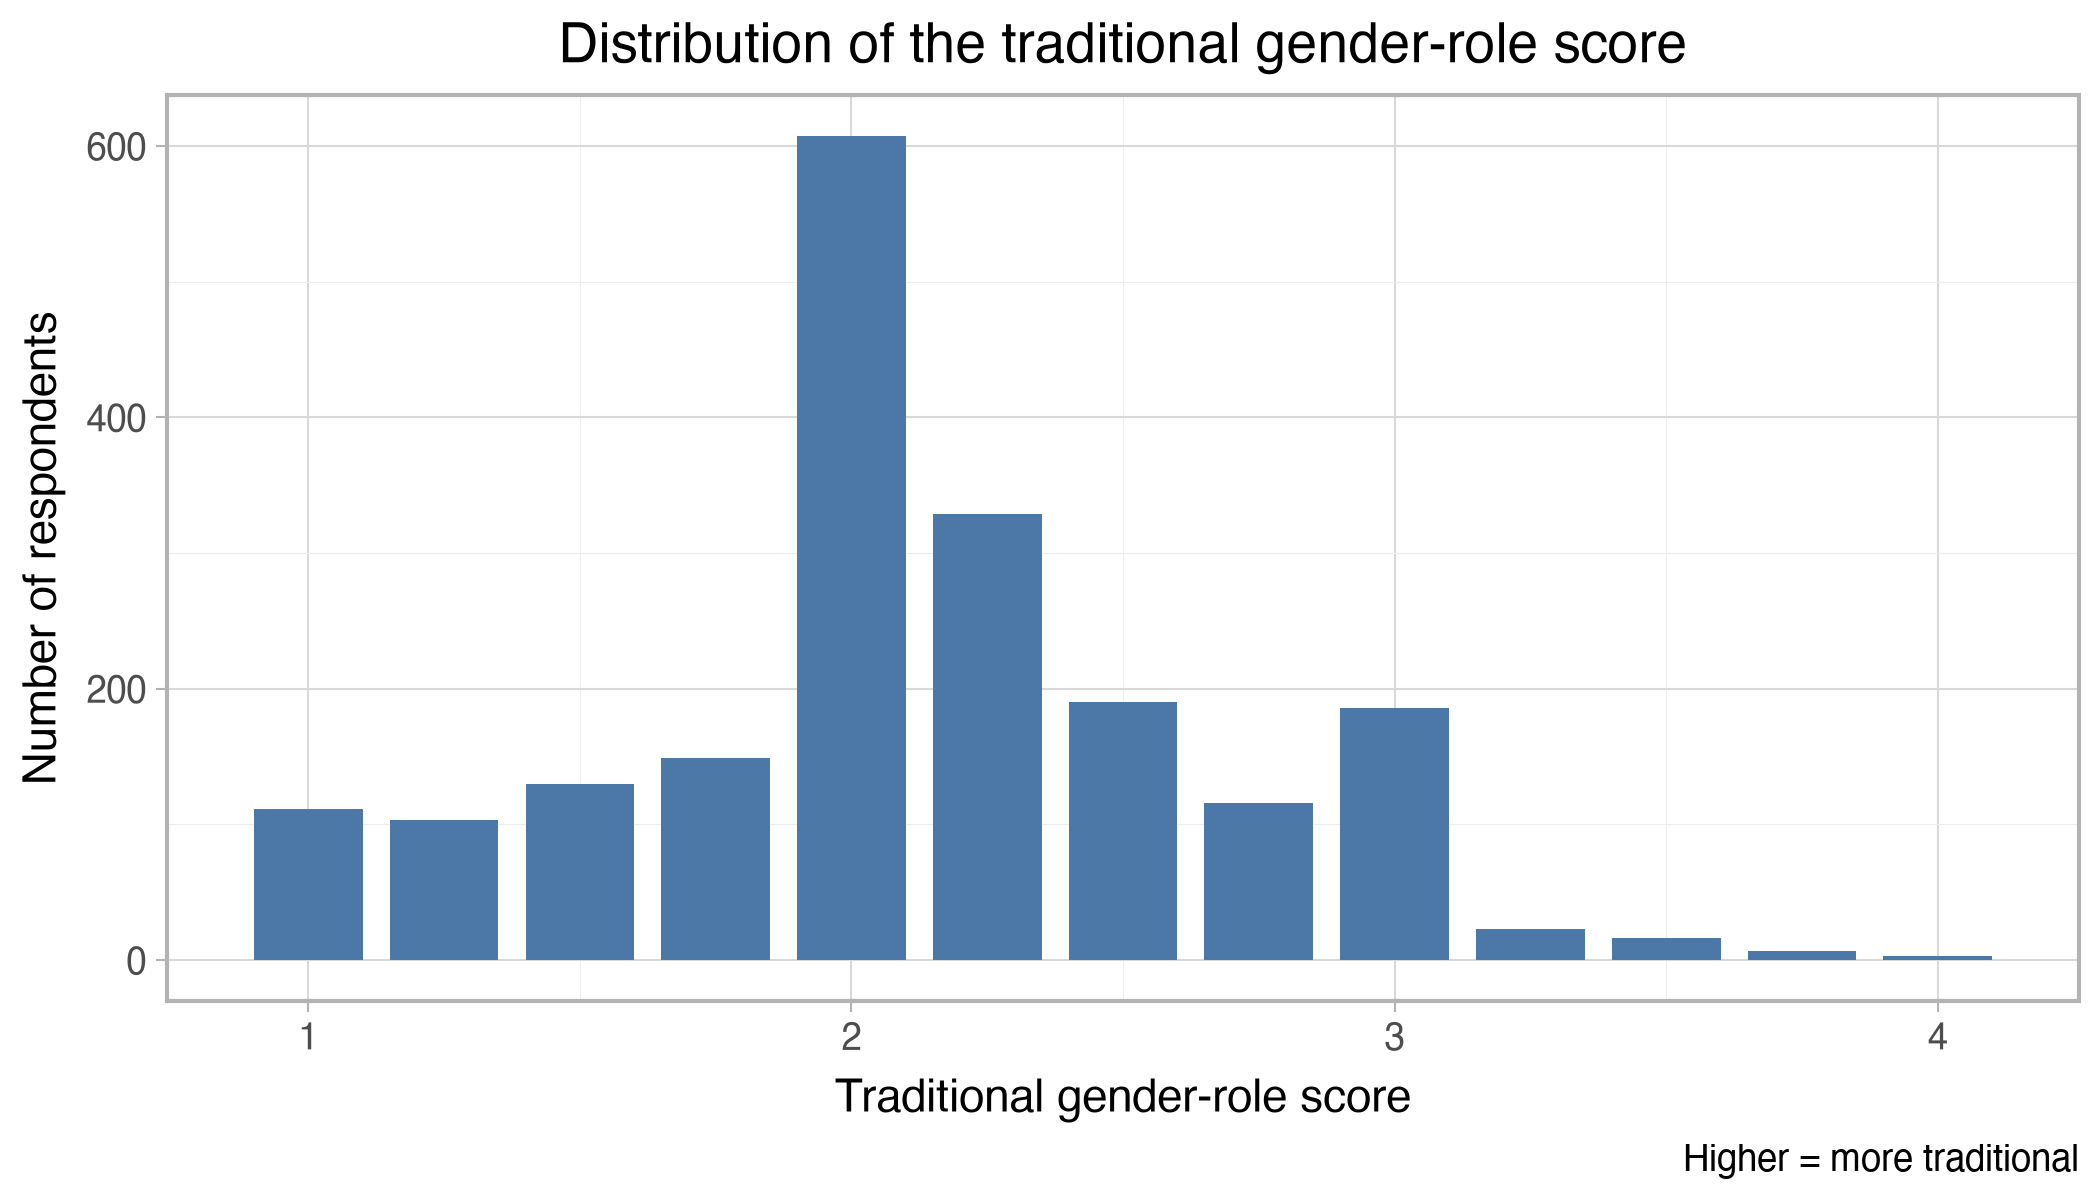 Distribution of the traditional gender-role score
Number of respondents
600
400
200
0
1 2 3 4
Traditional gender-role score
Higher = more traditional